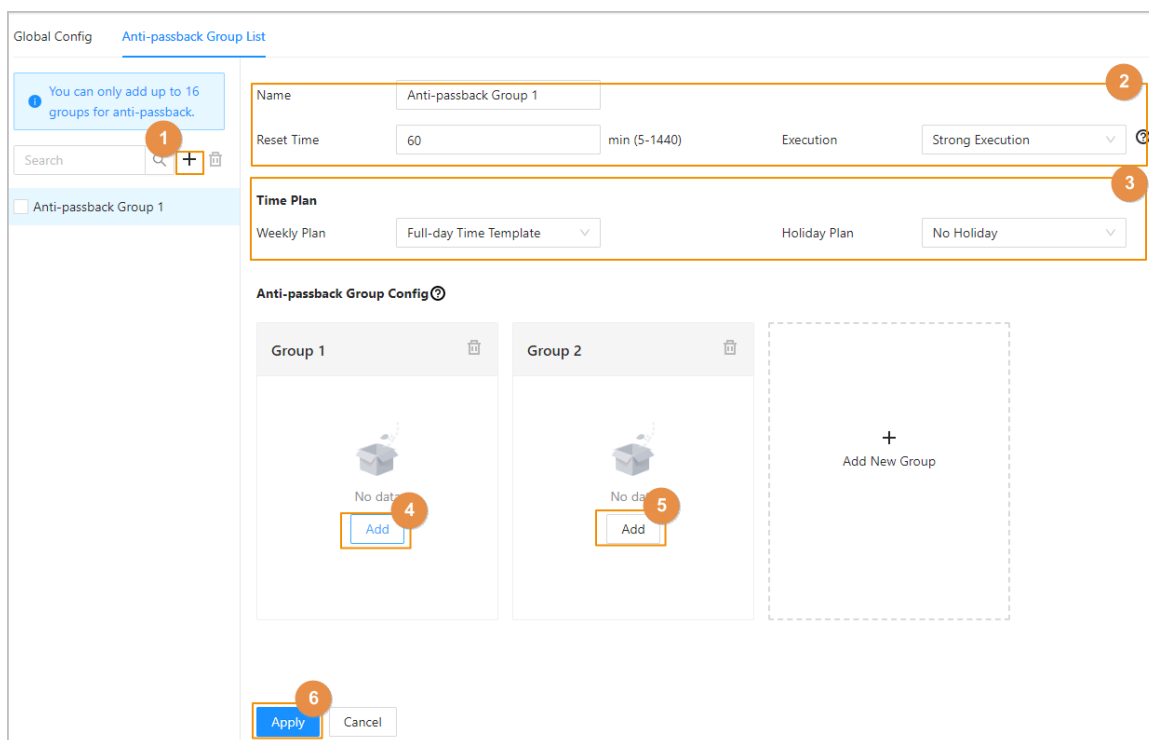 Global Config Anti-passback Group List
You can only add up to 16
groups for anti-passback.
1
Search
Anti-passback Group 1
2
Name Anti-passback Group 1
Reset Time 60 min (5-1440) Execution Strong Execution
3
Time Plan
Weekly Plan Full-day Time Template Holiday Plan No Holiday
Anti-passback Group Config
Group 1 Group 2
Add New Group
No data No da
4 5
Add Add
6
Apply Cancel